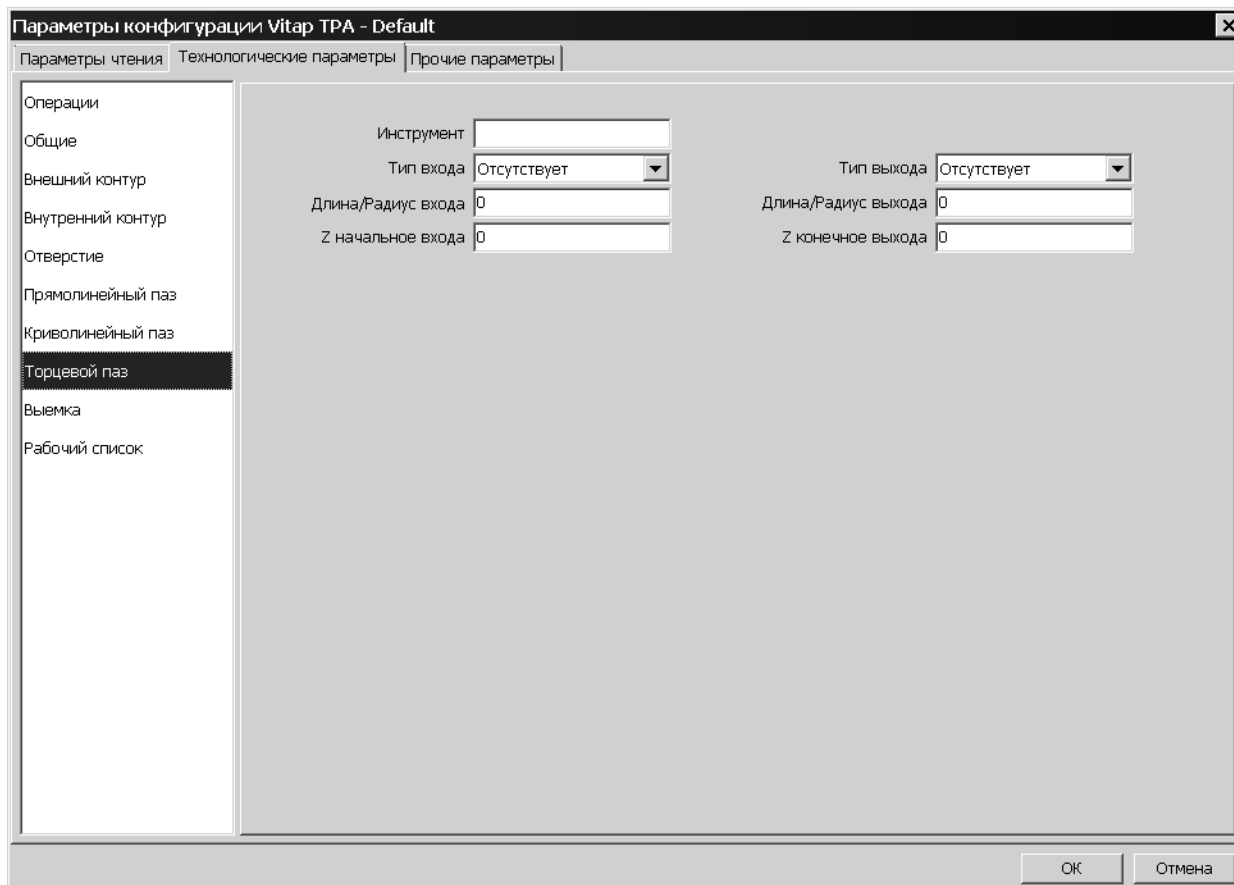 Параметры конфигурации Vitap TPA - Default
Параметры чтения Технологические параметры Прочие параметры
Операции
Общие
Внешний контур
Внутренний контур
Отверстие
Прямолинейный паз
Криволинейный паз
Торцевой паз
Выемка
Рабочий список
Инструмент
Тип входа Отсутствует Тип выхода Отсутствует
Длина/Радиус входа 0 Длина/Радиус выхода 0
Z начальное входа 0 Z конечное выхода 0
ОК Отмена